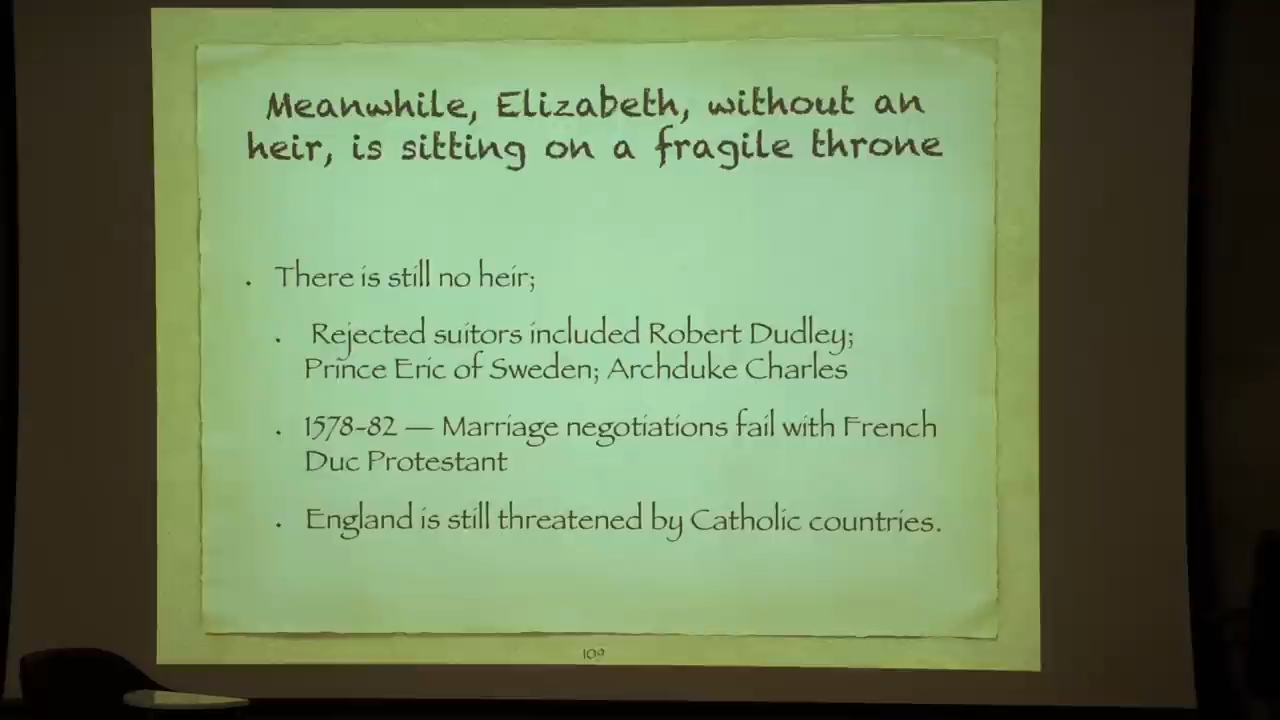 Meanwhile, Elizabeth, without an
heir, is sitting on a fragile throne
. There is still no heir;
. Rejected suitors included Robert Dudley;
Prince Eric of Sweden; Archduke Charles
. 1578-82 — Marriage negotiations fail with French
Duc Protestant
. England is still threatened by Catholic countries.
109